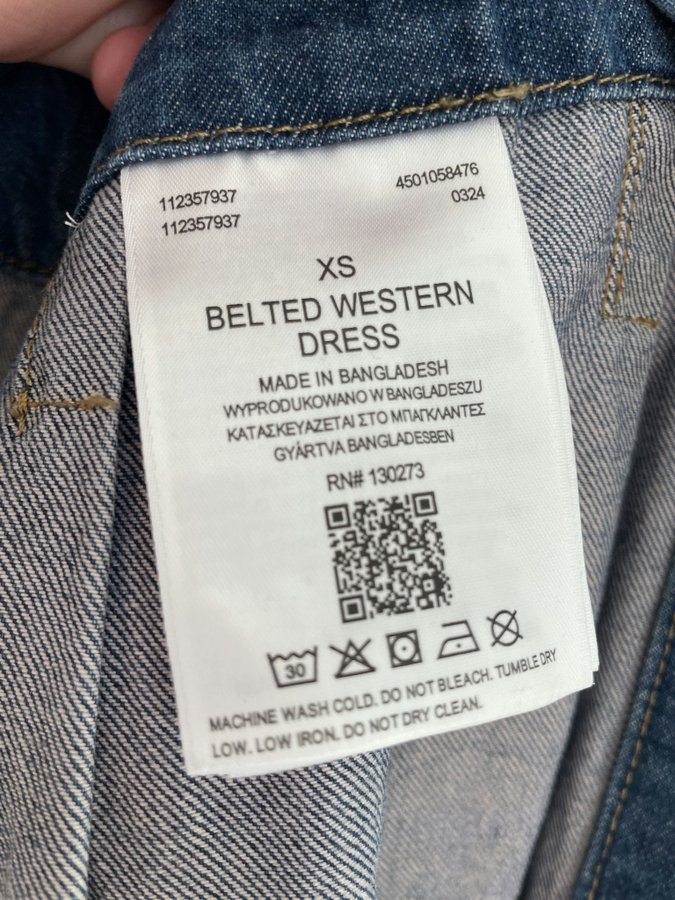 112357937
112357937
4501058476
0324
XS
BELTED WESTERN
DRESS
MADE IN BANGLADESH
WYPRODUKOWANO W BANGLADESZU
ΚΑΤΑΣΚΕΥΑΖΕΤΑΙ ΣΤΟ ΜΠΑΓΚΛΑΝΤΕΣ
GYÁRTVA BANGLADESBEN
RN# 130273
30
MACHINE WASH COLD. DO NOT BLEACH. TUMBLE DRY
LOW. LOW IRON. DO NOT DRY CLEAN.